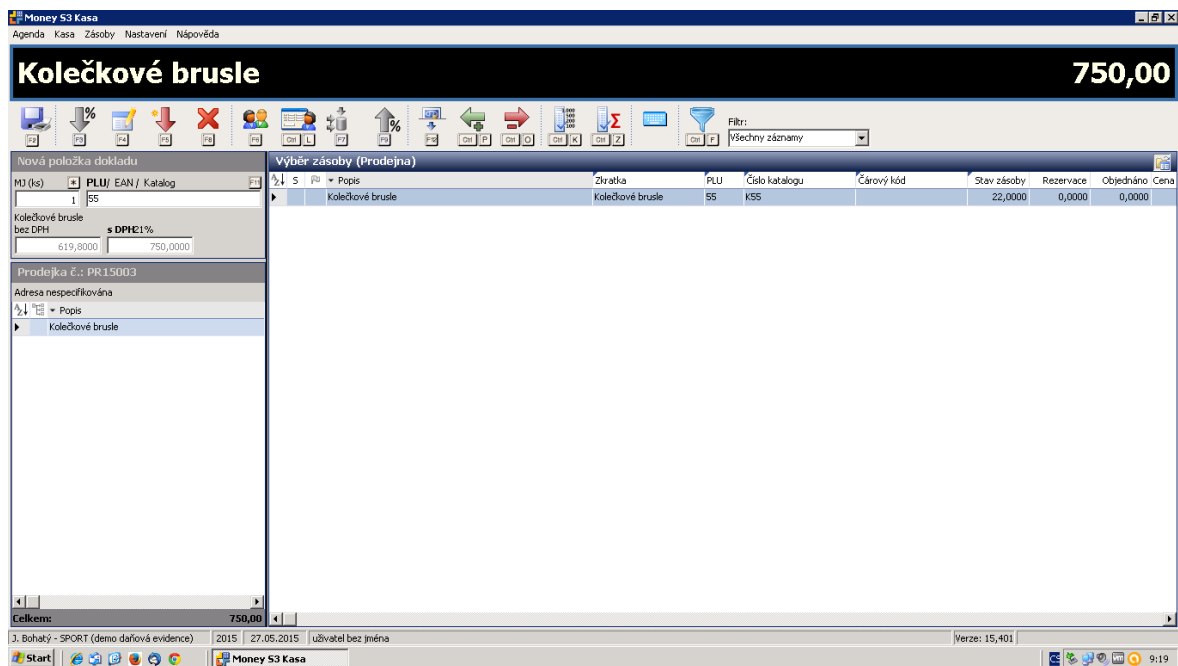 Money S3 Kasa
Agenda Kasa Zásoby Nastavení Nápověda
Kolečkové brusle 750,00
F2 F3 F4 F5 F8 F6 Ctrl L F7 F9 Ctrl P Ctrl O Ctrl K Ctrl Z Ctrl F
Filtr:
Všechny záznamy
Nová položka dokladu
MJ (ks) * PLU/ EAN / Katalog F11
1 55
Kolečkové brusle
bez DPH s DPH21%
619,8000 750,0000
Prodejka č.: PR15003
Adresa nespecifikována
Popis
Kolečkové brusle
Celkem: 750,00
Výběr zásoby (Prodejna)
S Popis Zkratka PLU Číslo katalogu Čárový kód Stav zásoby Rezervace Objednáno Cena
Kolečkové brusle Kolečkové brusle 55 K55 22,0000 0,0000 0,0000
J. Bohatý - SPORT (demo daňová evidence) 2015 27.05.2015 uživatel bez jména Verze: 15,401
Start Money S3 Kasa CS 9:19